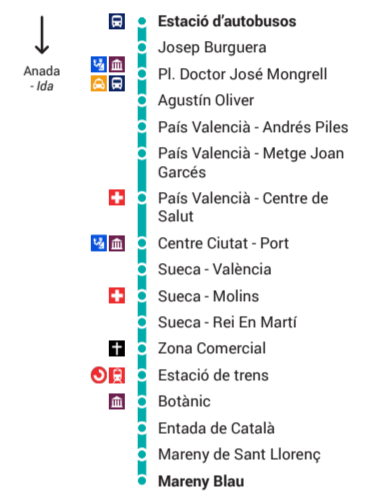 Anada
- Ida
Estació d'autobusos
Josep Burguera
Pl. Doctor José Mongrell
Agustín Oliver
País Valencià - Andrés Piles
País Valencià - Metge Joan
Garcés
País Valencià - Centre de
Salut
Centre Ciutat - Port
Sueca - València
Sueca - Molins
Sueca - Rei En Martí
Zona Comercial
Estació de trens
Botànic
Entada de Català
Mareny de Sant Llorenç
Mareny Blau